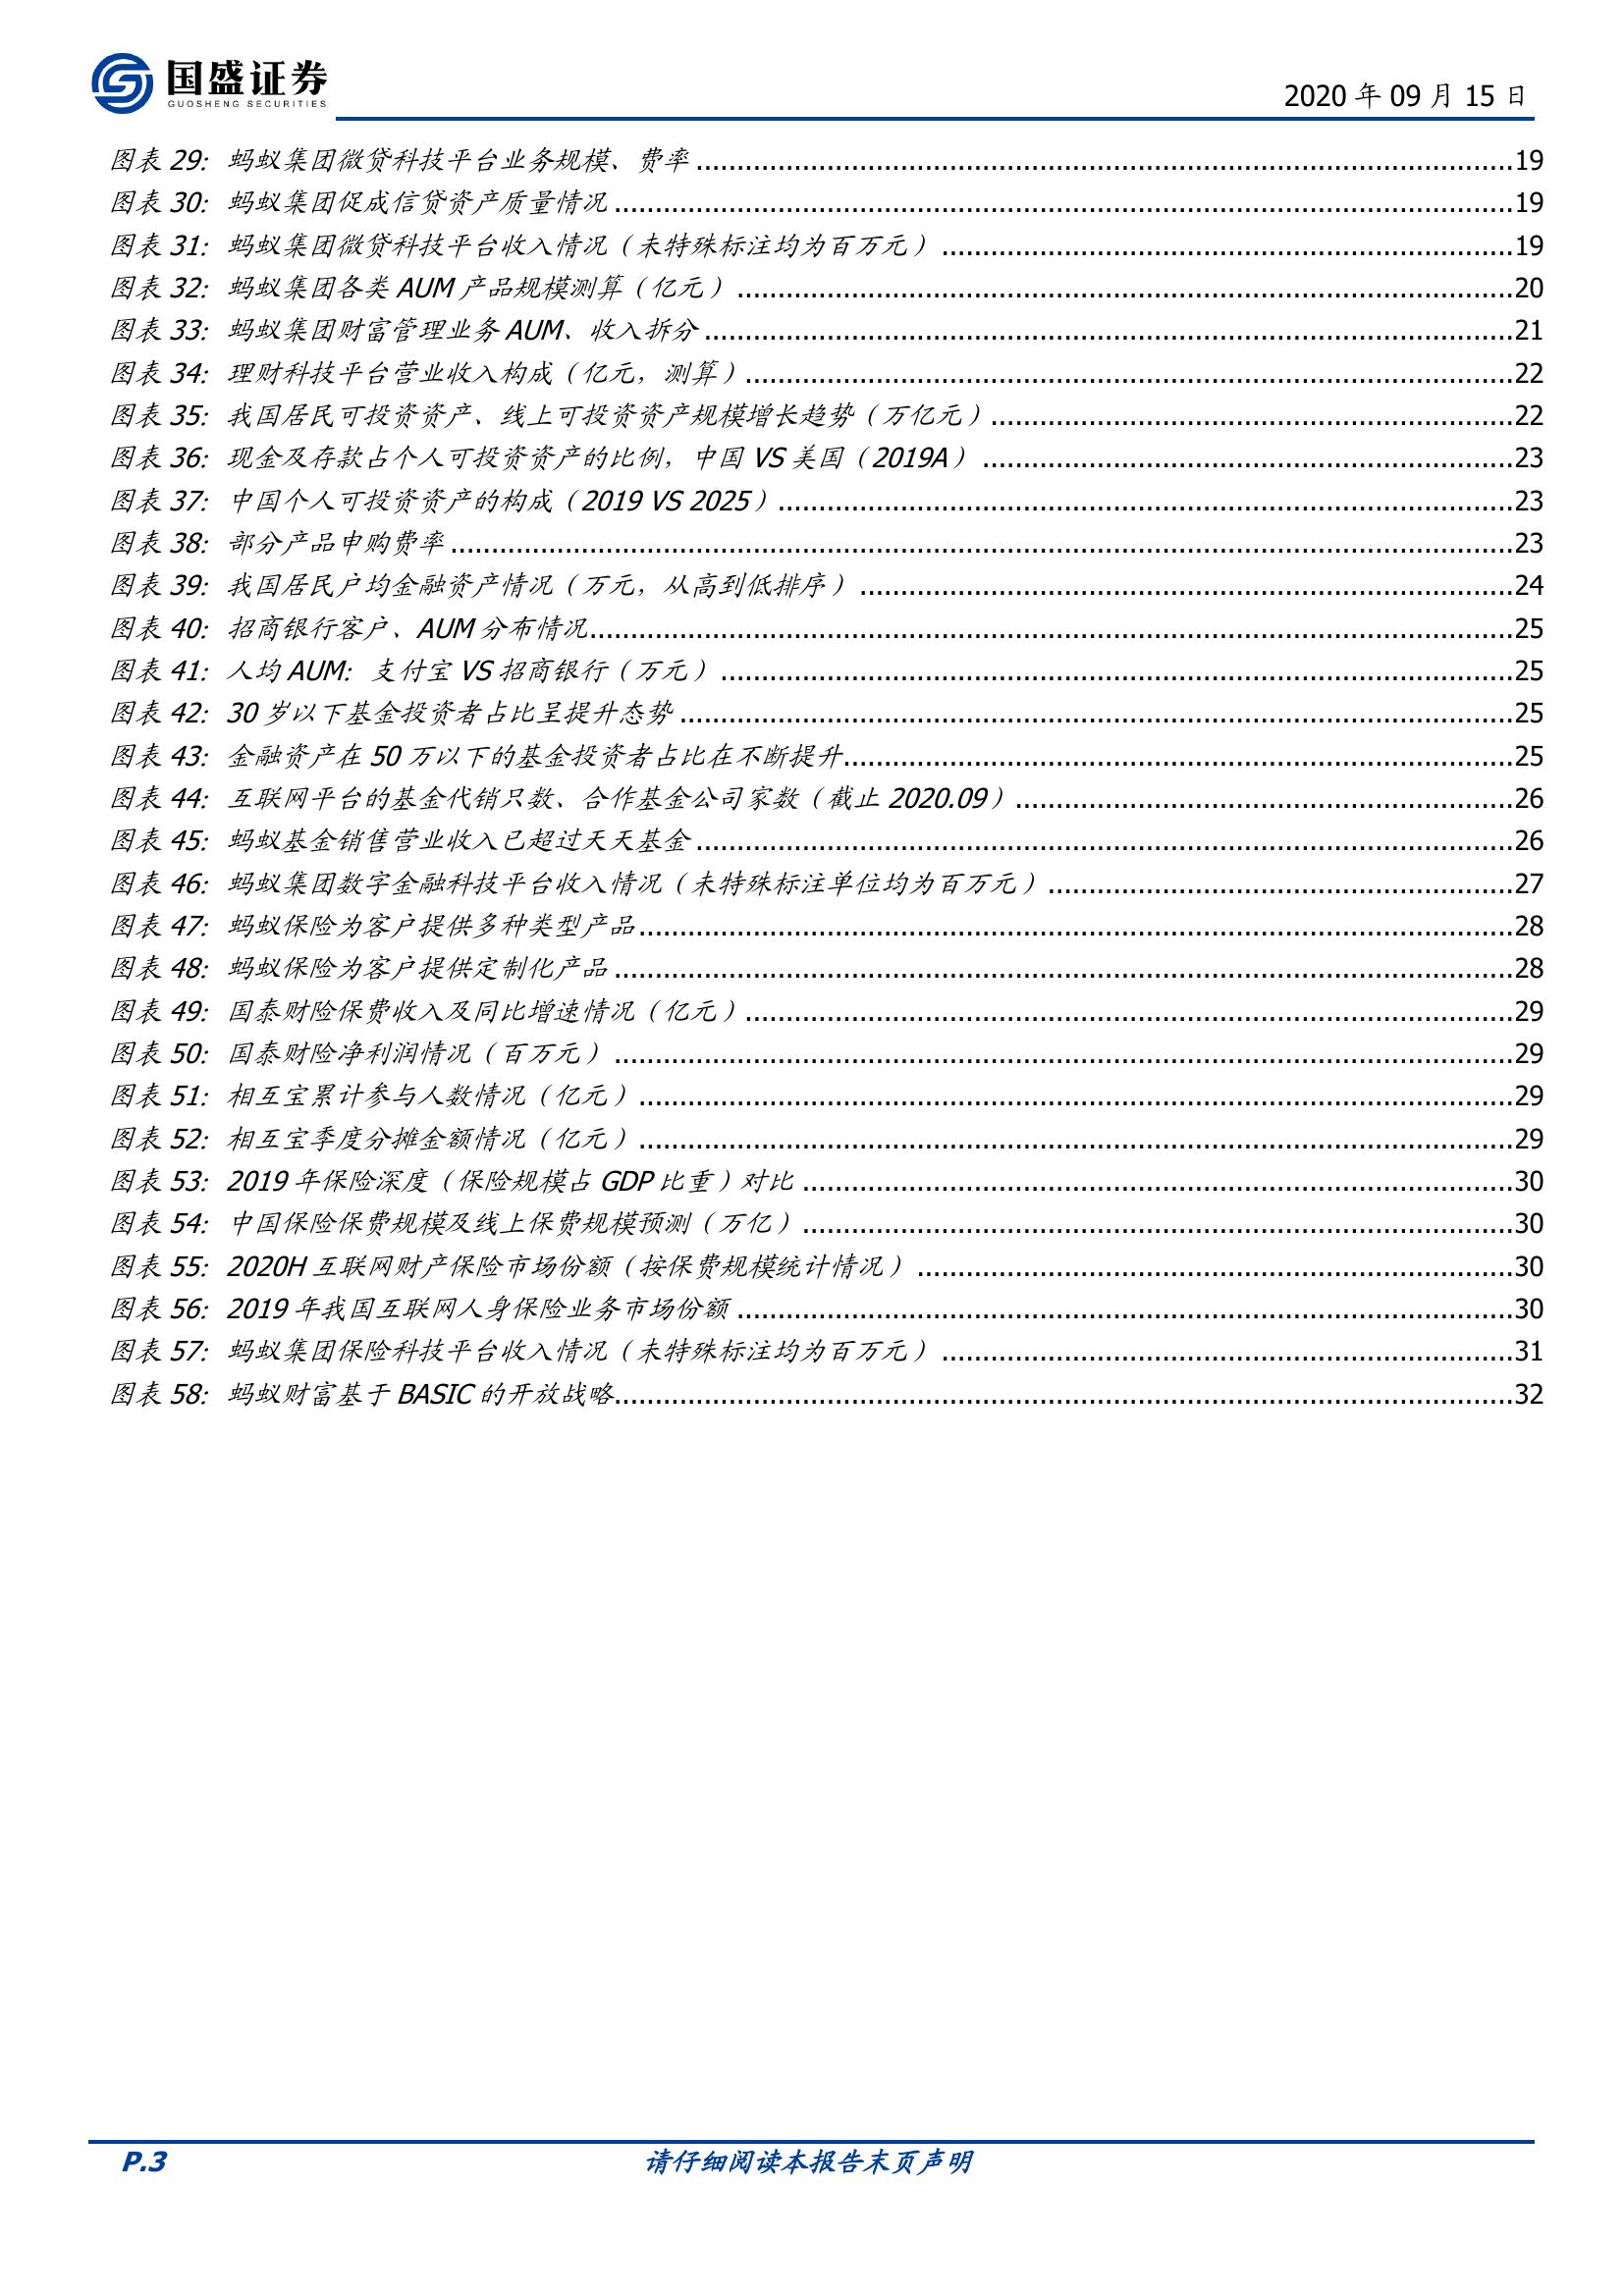 国盛证券
GUOSHENG SECURITIES
2020 年 09 月 15 日
图表 29: 蚂蚁集团微贷科技平台业务规模、费率 ........ 19
图表 30: 蚂蚁集团促成信贷资产质量情况 ........ 19
图表 31: 蚂蚁集团微贷科技平台收入情况（未特殊标注均为百万元） ........ 19
图表 32: 蚂蚁集团各类 AUM 产品规模测算（亿元） ........ 20
图表 33: 蚂蚁集团财富管理业务 AUM、收入拆分 ........ 21
图表 34: 理财科技平台营业收入构成（亿元，测算） ........ 22
图表 35: 我国居民可投资资产、线上可投资资产规模增长趋势（万亿元） ........ 22
图表 36: 现金及存款占个人可投资资产的比例，中国 VS 美国（2019A） ........ 23
图表 37: 中国个人可投资资产的构成（2019 VS 2025） ........ 23
图表 38: 部分产品申购费率 ........ 23
图表 39: 我国居民户均金融资产情况（万元，从高到低排序） ........ 24
图表 40: 招商银行客户、AUM 分布情况 ........ 25
图表 41: 人均 AUM: 支付宝 VS 招商银行（万元） ........ 25
图表 42: 30 岁以下基金投资者占比呈提升态势 ........ 25
图表 43: 金融资产在 50 万以下的基金投资者占比在不断提升 ........ 25
图表 44: 互联网平台的基金代销只数、合作基金公司家数（截止 2020.09） ........ 26
图表 45: 蚂蚁基金销售营业收入已超过天天基金 ........ 26
图表 46: 蚂蚁集团数字金融科技平台收入情况（未特殊标注单位均为百万元） ........ 27
图表 47: 蚂蚁保险为客户提供多种类型产品 ........ 28
图表 48: 蚂蚁保险为客户提供定制化产品 ........ 28
图表 49: 国泰财险保费收入及同比增速情况（亿元） ........ 29
图表 50: 国泰财险净利润情况（百万元） ........ 29
图表 51: 相互宝累计参与人数情况（亿元） ........ 29
图表 52: 相互宝季度分摊金额情况（亿元） ........ 29
图表 53: 2019 年保险深度（保险规模占 GDP 比重）对比 ........ 30
图表 54: 中国保险保费规模及线上保费规模预测（万亿） ........ 30
图表 55: 2020H 互联网财产保险市场份额（按保费规模统计情况） ........ 30
图表 56: 2019 年我国互联网人身保险业务市场份额 ........ 30
图表 57: 蚂蚁集团保险科技平台收入情况（未特殊标注均为百万元） ........ 31
图表 58: 蚂蚁财富基于 BASIC 的开放战略 ........ 32
P.3
请仔细阅读本报告末页声明